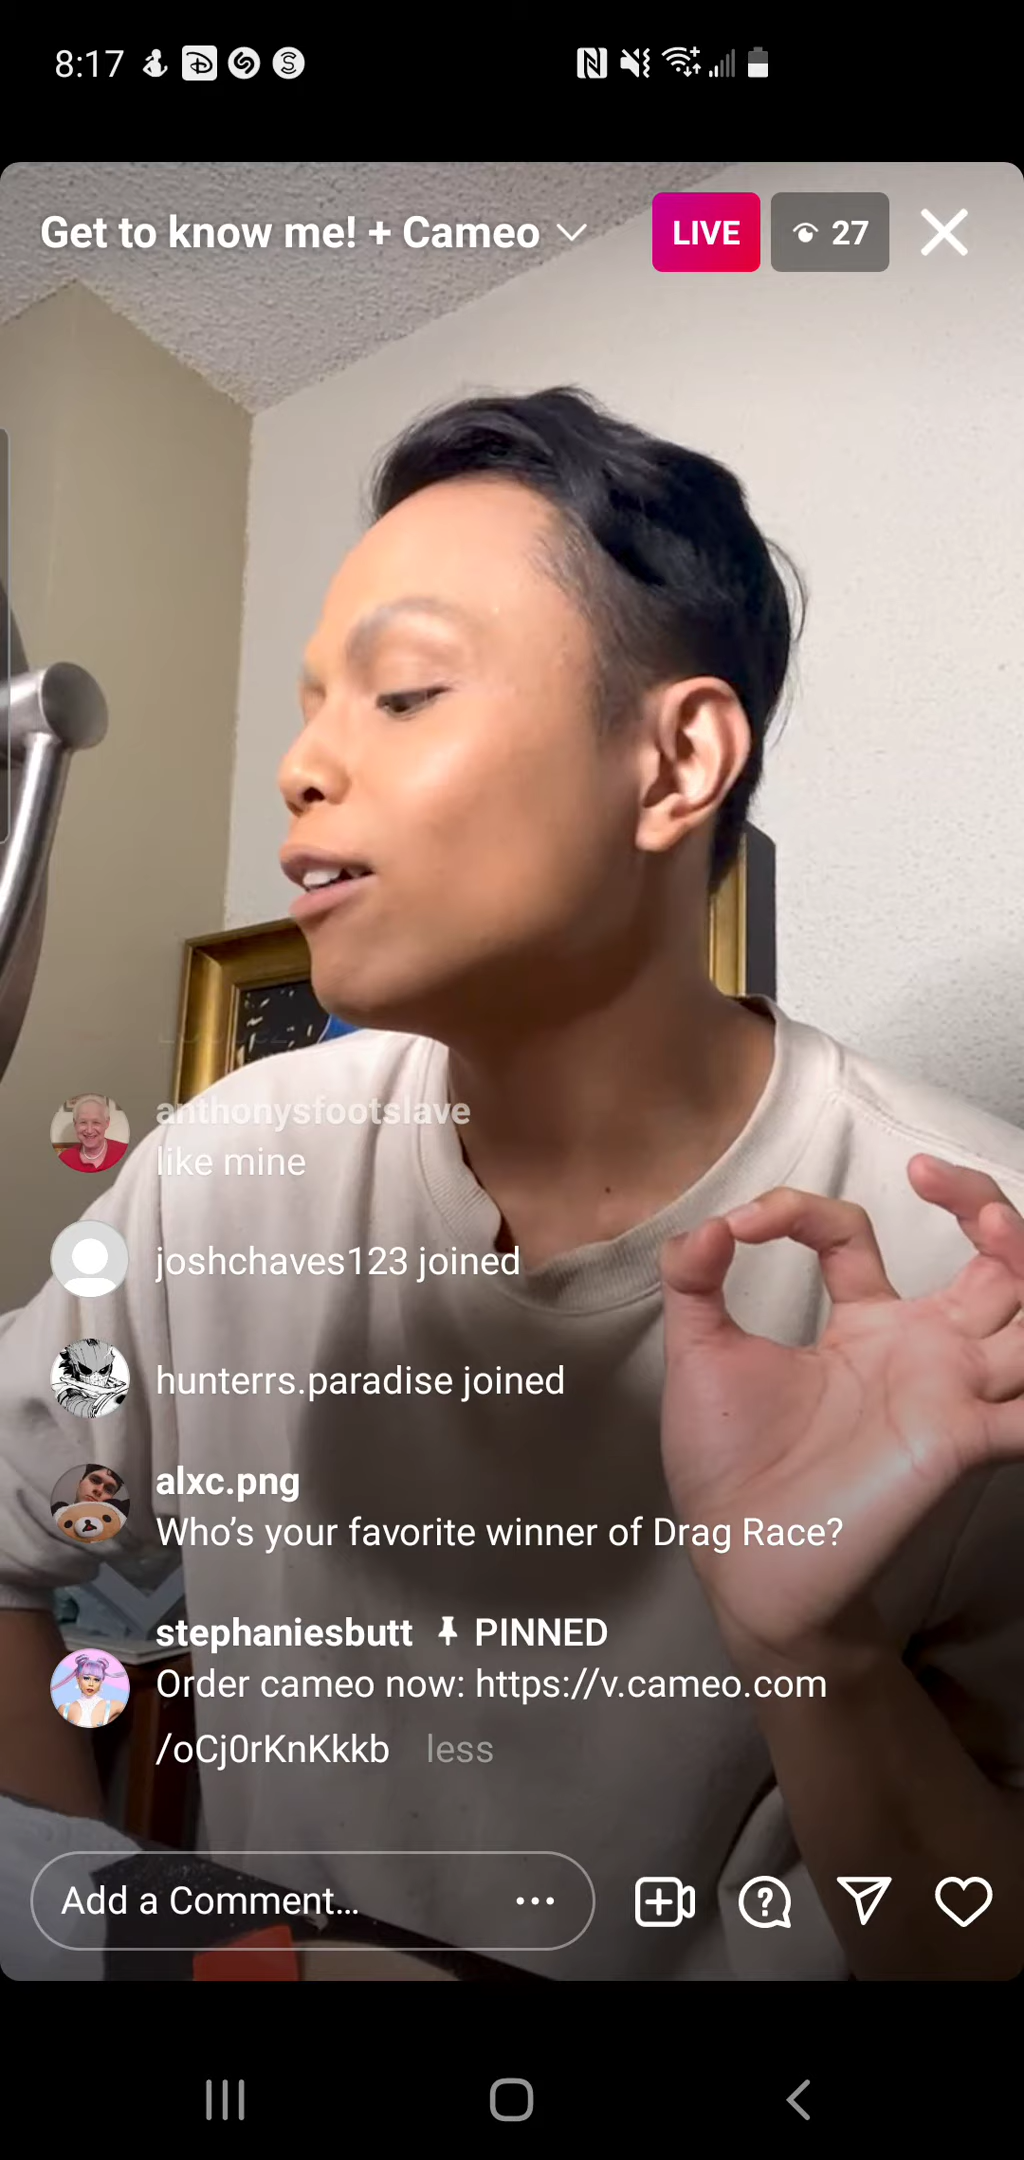 8:17
Get to know me! + Cameo
LIVE
27
anthonysfootslave
like mine
joshchaves123 joined
hunterrs.paradise joined
alxc.png
Who’s your favorite winner of Drag Race?
stephaniesbutt PINNED
Order cameo now: https://v.cameo.com
/oCj0rKnKkkb less
Add a Comment...